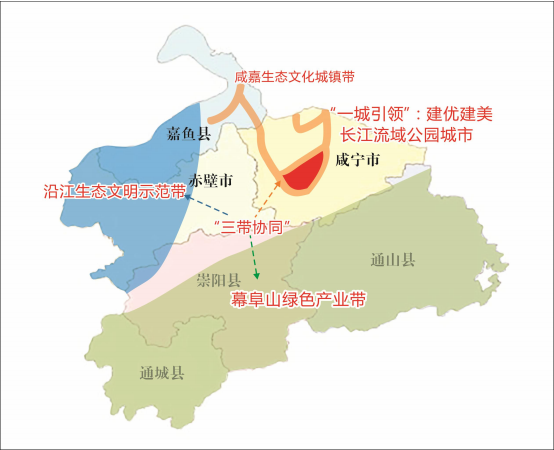 咸嘉生态文化城镇带
“一城引领”：建优建美
长江流域公园城市
嘉鱼县
咸宁市
赤壁市
沿江生态文明示范带
“三带协同”
通山县
崇阳县
幕阜山绿色产业带
通城县